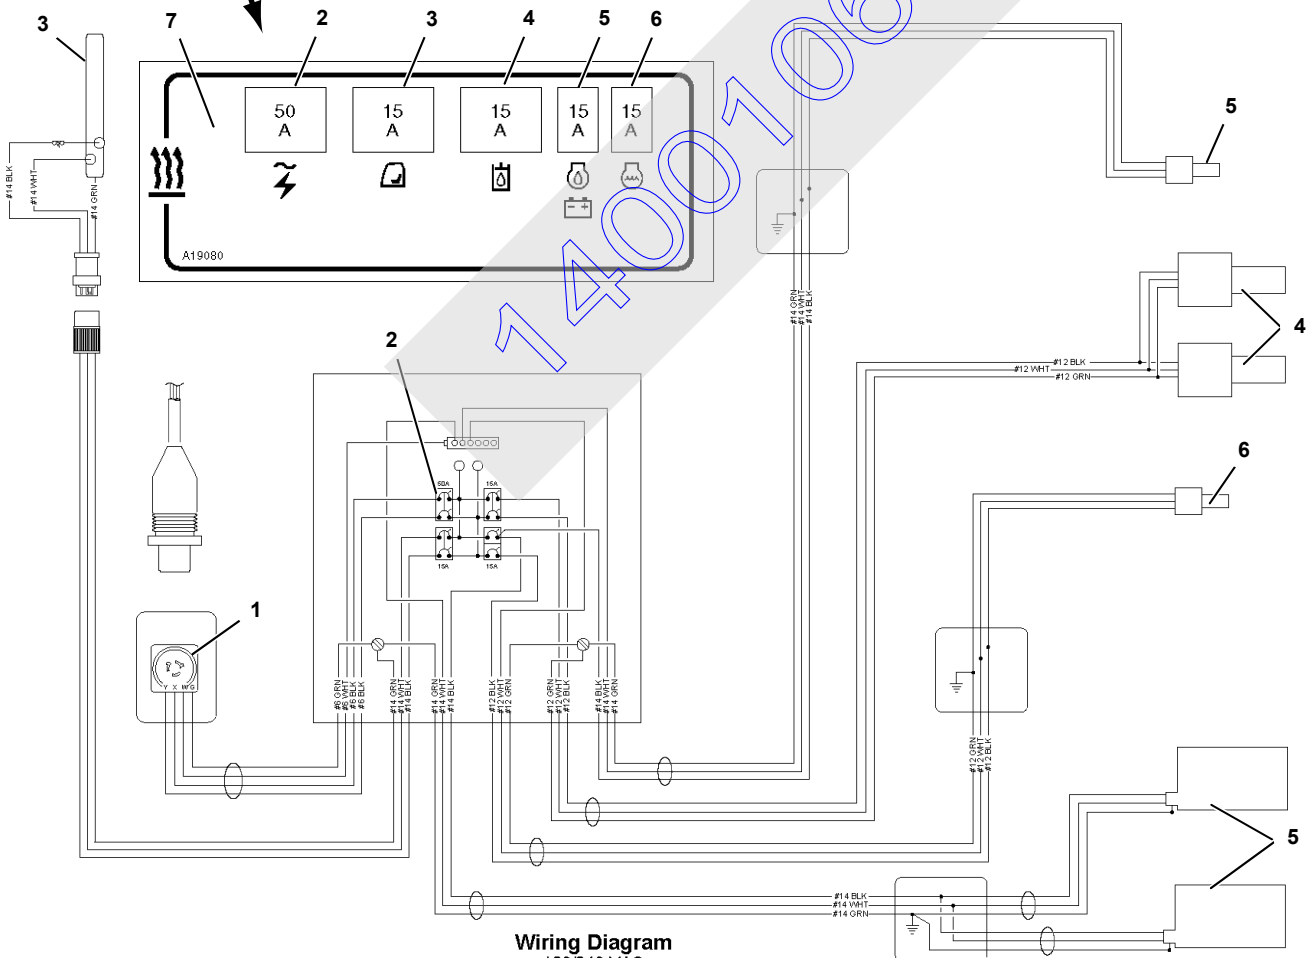 3
7
2
3
4
5
6
50
A
15
A
15
A
15
A
15
A
A19080
#14 BLK
#14 WHT
#14 GRN
1400106
5
#14 GRN
#14 WHT
#14 BLK
4
#12 BLK
#12 WHT
#12 GRN
2
50A
15A
15A
15A
6
1
Y X W G
#6 GRN
#6 WHT
#6 BLK
#6 BLK
#14 GRN
#14 WHT
#14 BLK
#14 GRN
#14 WHT
#14 BLK
#12 BLK
#12 WHT
#12 GRN
#12 GRN
#12 WHT
#12 BLK
#14 BLK
#14 WHT
#14 GRN
#12 GRN
#12 WHT
#12 BLK
5
#14 BLK
#14 WHT
#14 GRN
Wiring Diagram